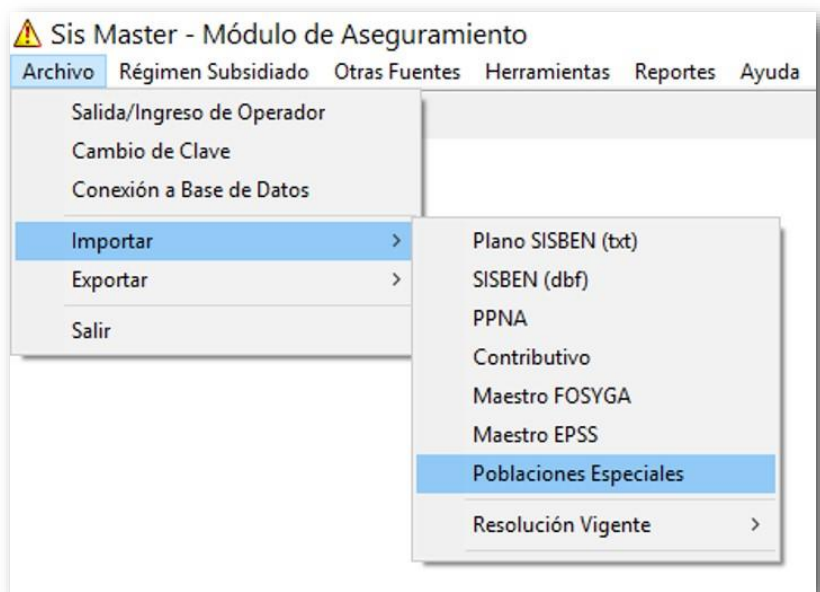 Sis Master - Módulo de Aseguramiento
Archivo Régimen Subsidiado Otras Fuentes Herramientas Reportes Ayuda
Salida/Ingreso de Operador
Cambio de Clave
Conexión a Base de Datos
Importar >
Exportar >
Salir
Plano SISBEN (txt)
SISBEN (dbf)
PPNA
Contributivo
Maestro FOSYGA
Maestro EPSS
Poblaciones Especiales
Resolución Vigente >